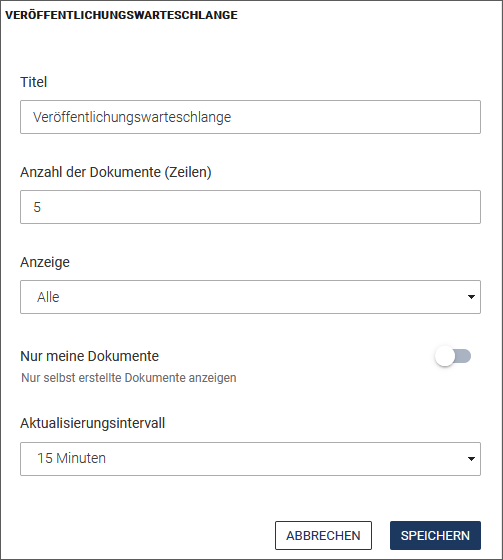 VERÖFFENTLICHUNGSWARTESCHLANGE
Titel
Veröffentlichungswarteschlange
Anzahl der Dokumente (Zeilen)
5
Anzeige
Alle
Nur meine Dokumente
Nur selbst erstellte Dokumente anzeigen
Aktualisierungsintervall
15 Minuten
ABBRECHEN SPEICHERN